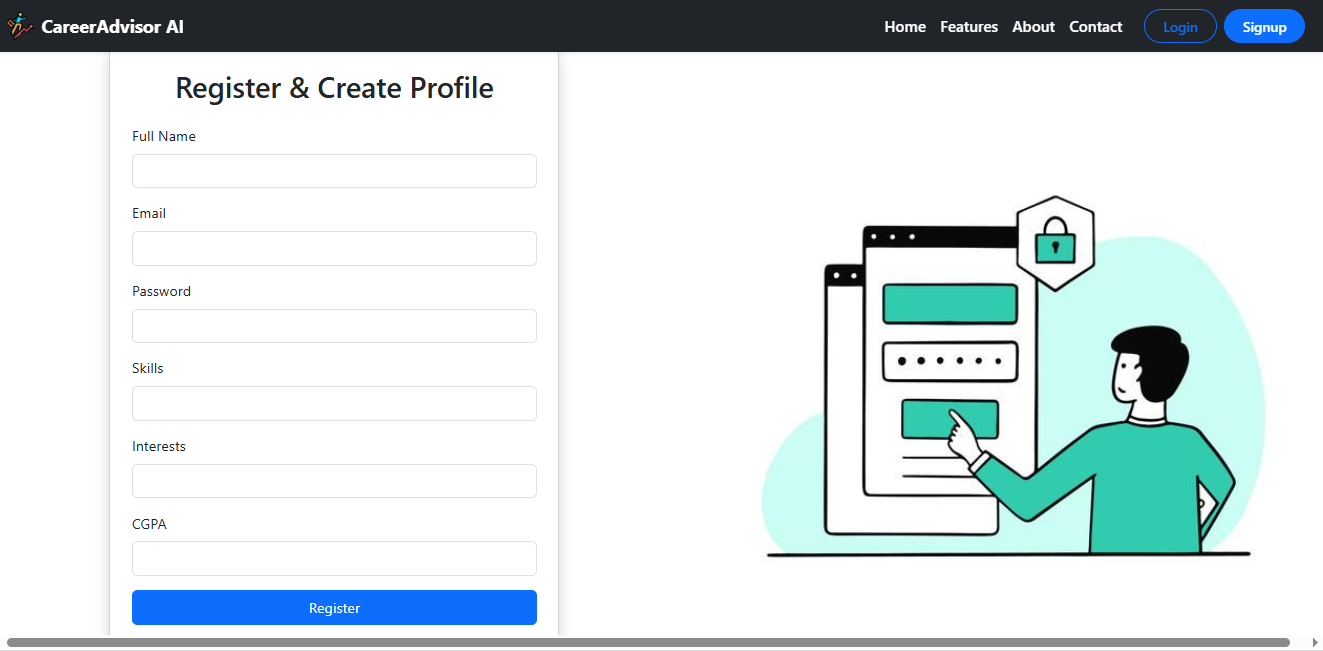 CareerAdvisor AI
Home Features About Contact Login Signup
Register & Create Profile
Full Name
Email
Password
Skills
Interests
CGPA
Register